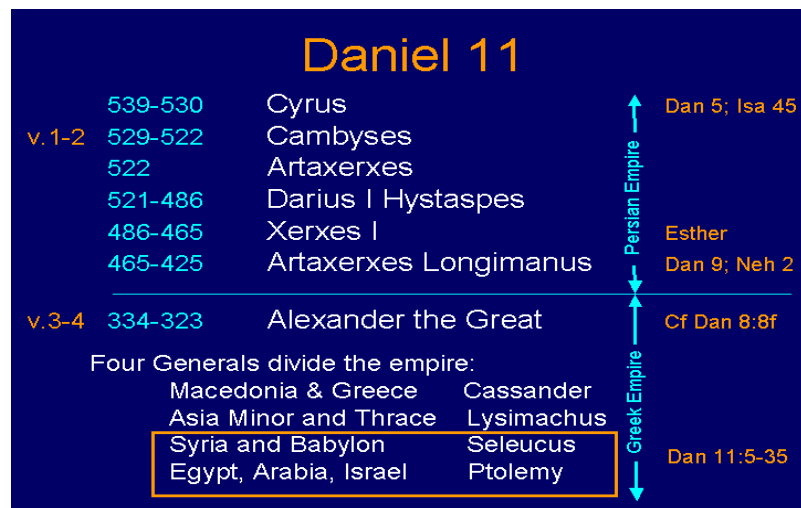 Daniel 11
539-530 Cyrus Dan 5; Isa 45
v.1-2 529-522 Cambyses
522 Artaxerxes
521-486 Darius I Hystaspes
486-465 Xerxes I Esther
465-425 Artaxerxes Longimanus Dan 9; Neh 2
Persian Empire
v.3-4 334-323 Alexander the Great Cf Dan 8:8f
Four Generals divide the empire:
Macedonia & Greece Cassander
Asia Minor and Thrace Lysimachus
Syria and Babylon Seleucus
Egypt, Arabia, Israel Ptolemy
Dan 11:5-35
Greek Empire